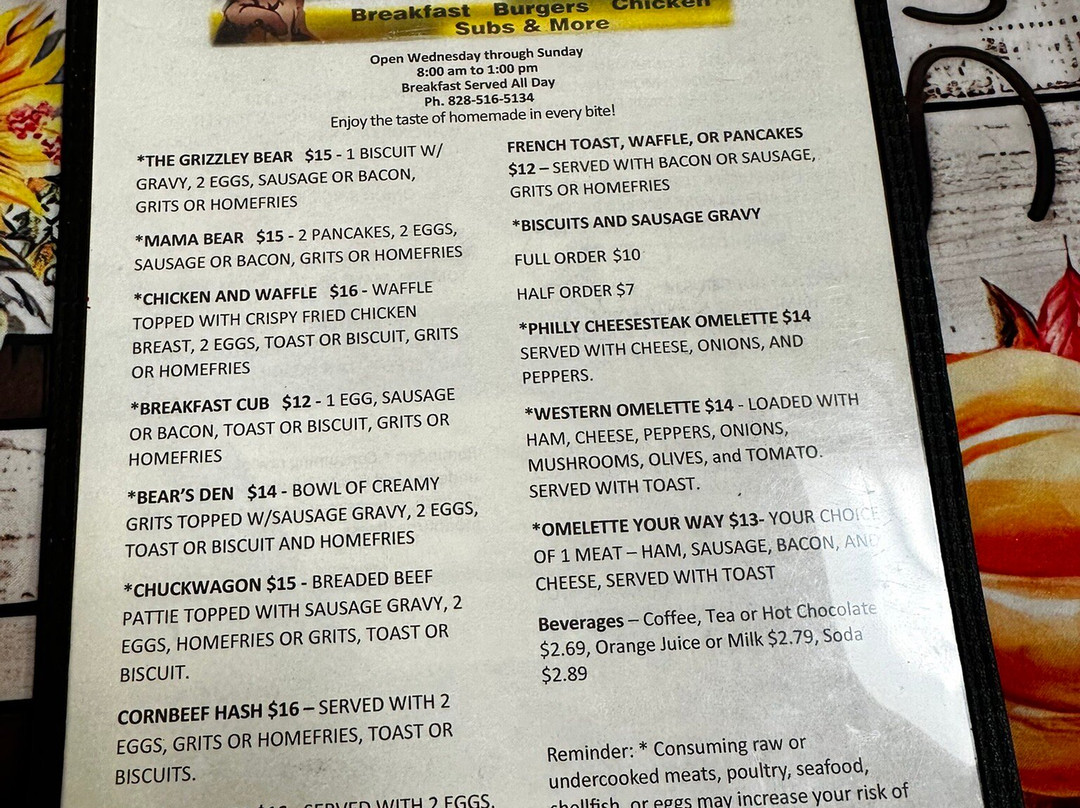 Breakfast Burgers Chicken
Subs & More
Open Wednesday through Sunday
8:00 am to 1:00 pm
Breakfast Served All Day
Ph. 828-516-5134
Enjoy the taste of homemade in every bite!
*THE GRIZZLEY BEAR $15 - 1 BISCUIT W/
GRAVY, 2 EGGS, SAUSAGE OR BACON,
GRITS OR HOMEFRIES
*MAMA BEAR $15 - 2 PANCAKES, 2 EGGS,
SAUSAGE OR BACON, GRITS OR HOMEFRIES
*CHICKEN AND WAFFLE $16 - WAFFLE
TOPPED WITH CRISPY FRIED CHICKEN
BREAST, 2 EGGS, TOAST OR BISCUIT, GRITS
OR HOMEFRIES
*BREAKFAST CUB $12 - 1 EGG, SAUSAGE
OR BACON, TOAST OR BISCUIT, GRITS OR
HOMEFRIES
*BEAR'S DEN $14 - BOWL OF CREAMY
GRITS TOPPED W/SAUSAGE GRAVY, 2 EGGS,
TOAST OR BISCUIT AND HOMEFRIES
*CHUCKWAGON $15 - BREADED BEEF
PATTIE TOPPED WITH SAUSAGE GRAVY, 2
EGGS, HOMEFRIES OR GRITS, TOAST OR
BISCUIT.
CORNBEEF HASH $16 – SERVED WITH 2
EGGS, GRITS OR HOMEFRIES, TOAST OR
BISCUITS.
SERVED WITH 2 EGGS,
FRENCH TOAST, WAFFLE, OR PANCAKES
$12 – SERVED WITH BACON OR SAUSAGE,
GRITS OR HOMEFRIES
*BISCUITS AND SAUSAGE GRAVY
FULL ORDER $10
HALF ORDER $7
*PHILLY CHEESESTEAK OMELETTE $14
SERVED WITH CHEESE, ONIONS, AND
PEPPERS.
*WESTERN OMELETTE $14 - LOADED WITH
HAM, CHEESE, PEPPERS, ONIONS,
MUSHROOMS, OLIVES, and TOMATO.
SERVED WITH TOAST.
*OMELETTE YOUR WAY $13- YOUR CHOICE
OF 1 MEAT – HAM, SAUSAGE, BACON, AND
CHEESE, SERVED WITH TOAST
Beverages – Coffee, Tea or Hot Chocolate
$2.69, Orange Juice or Milk $2.79, Soda
$2.89
Reminder: * Consuming raw or
undercooked meats, poultry, seafood,
shellfish, or eggs may increase your risk of